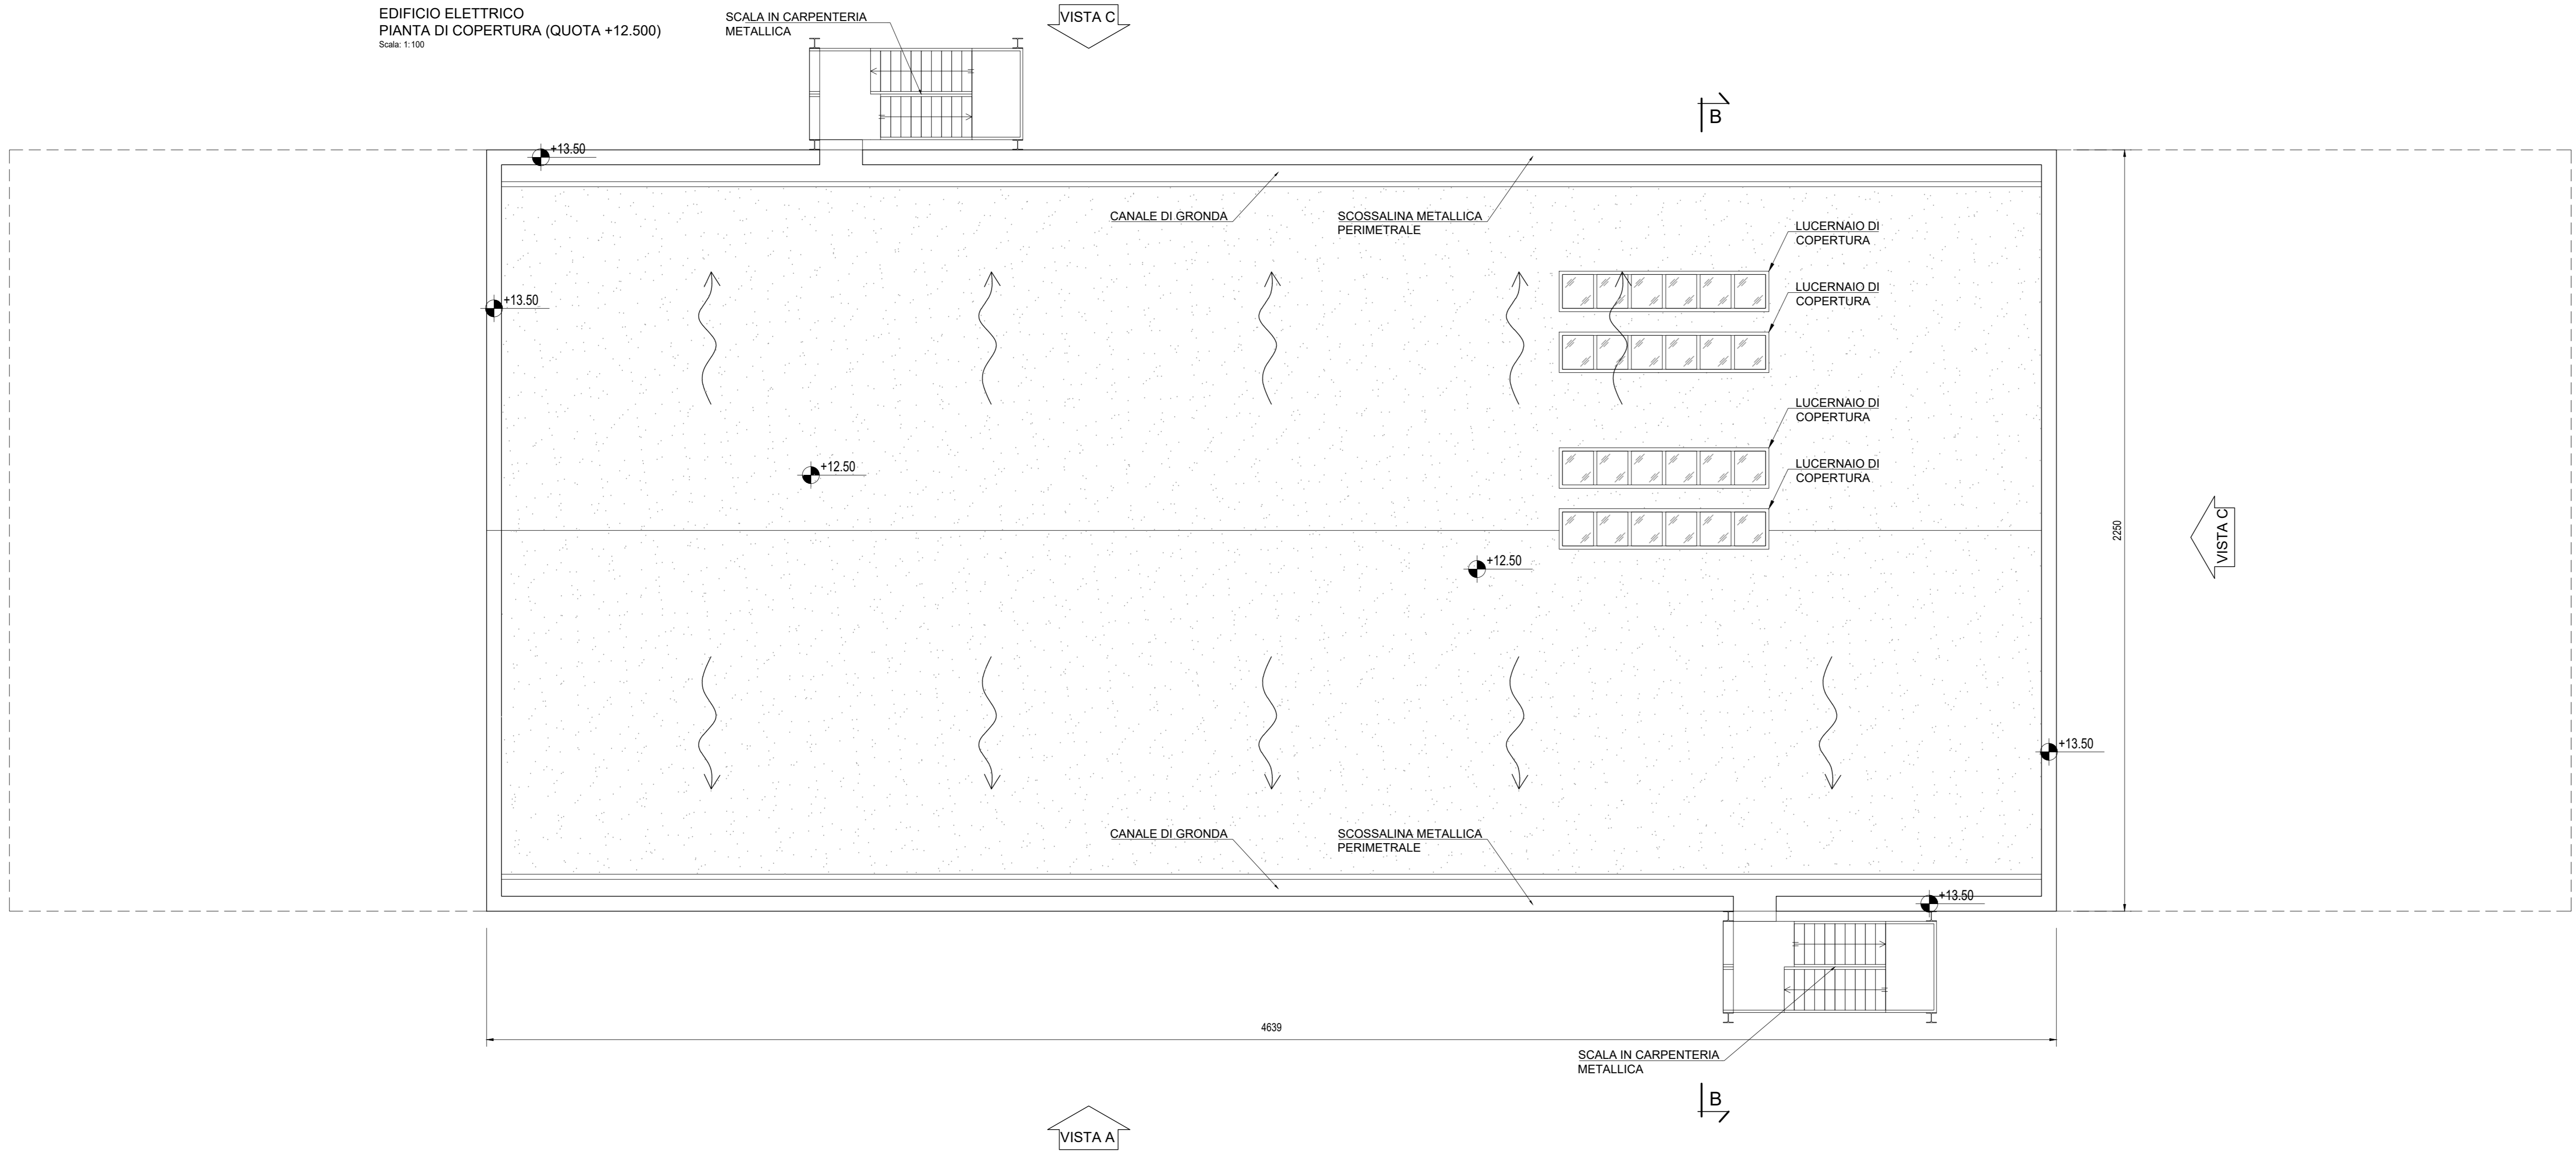 EDIFICIO ELETTRICO
PIANTA DI COPERTURA (QUOTA +12.500)
Scala: 1:100
SCALA IN CARPENTERIA
METALLICA
VISTA C
B
+13.50
CANALE DI GRONDA
SCOSSALINA METALLICA
PERIMETRALE
LUCERNAIO DI
COPERTURA
+13.50
LUCERNAIO DI
COPERTURA
LUCERNAIO DI
COPERTURA
+12.50
LUCERNAIO DI
COPERTURA
2250
VISTA C
+12.50
+13.50
CANALE DI GRONDA
SCOSSALINA METALLICA
PERIMETRALE
+13.50
4639
SCALA IN CARPENTERIA
METALLICA
B
VISTA A